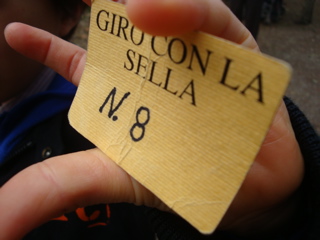 GIRO CON LA
SELLA
N. 8